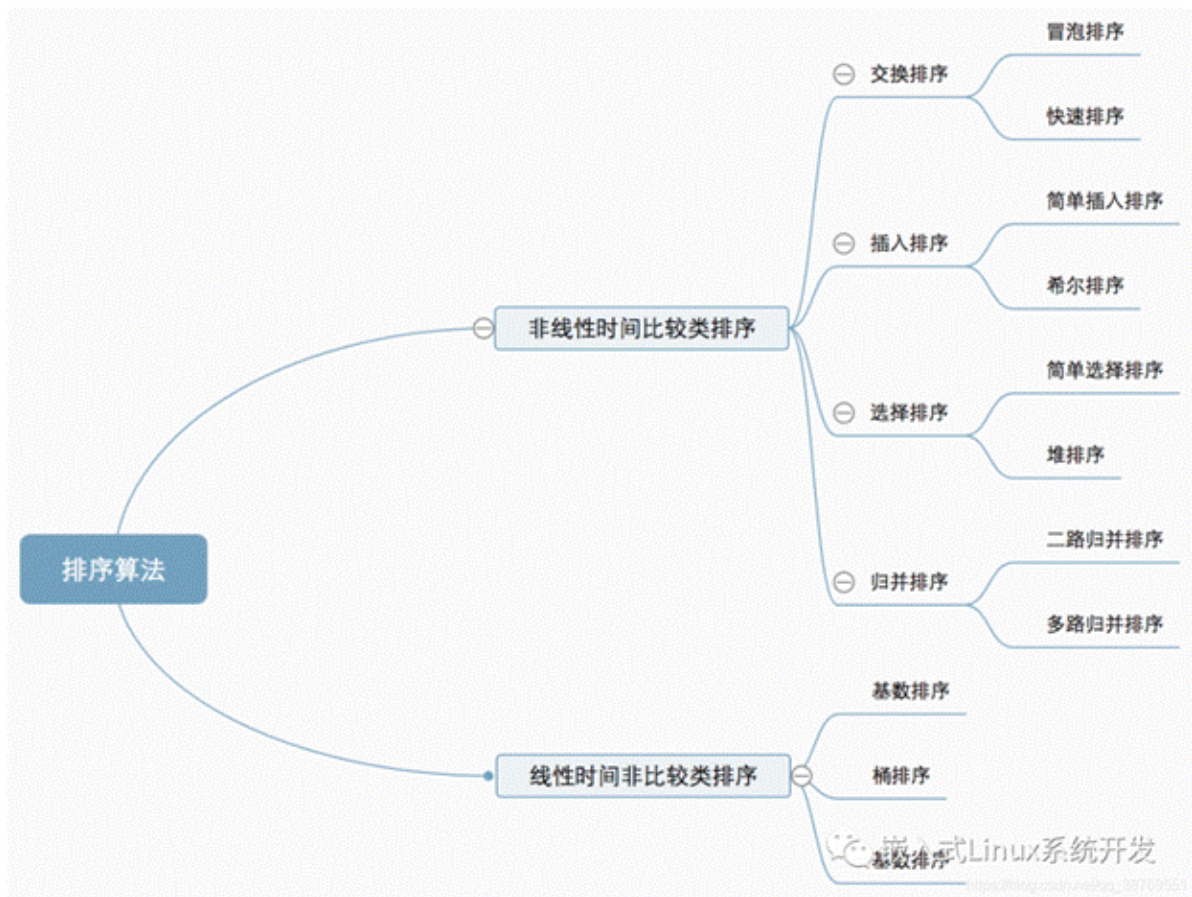 排序算法
非线性时间比较类排序
交换排序
冒泡排序
快速排序
插入排序
简单插入排序
希尔排序
选择排序
简单选择排序
堆排序
归并排序
二路归并排序
多路归并排序
线性时间非比较类排序
基数排序
桶排序
基数排序
嵌入式Linux系统开发